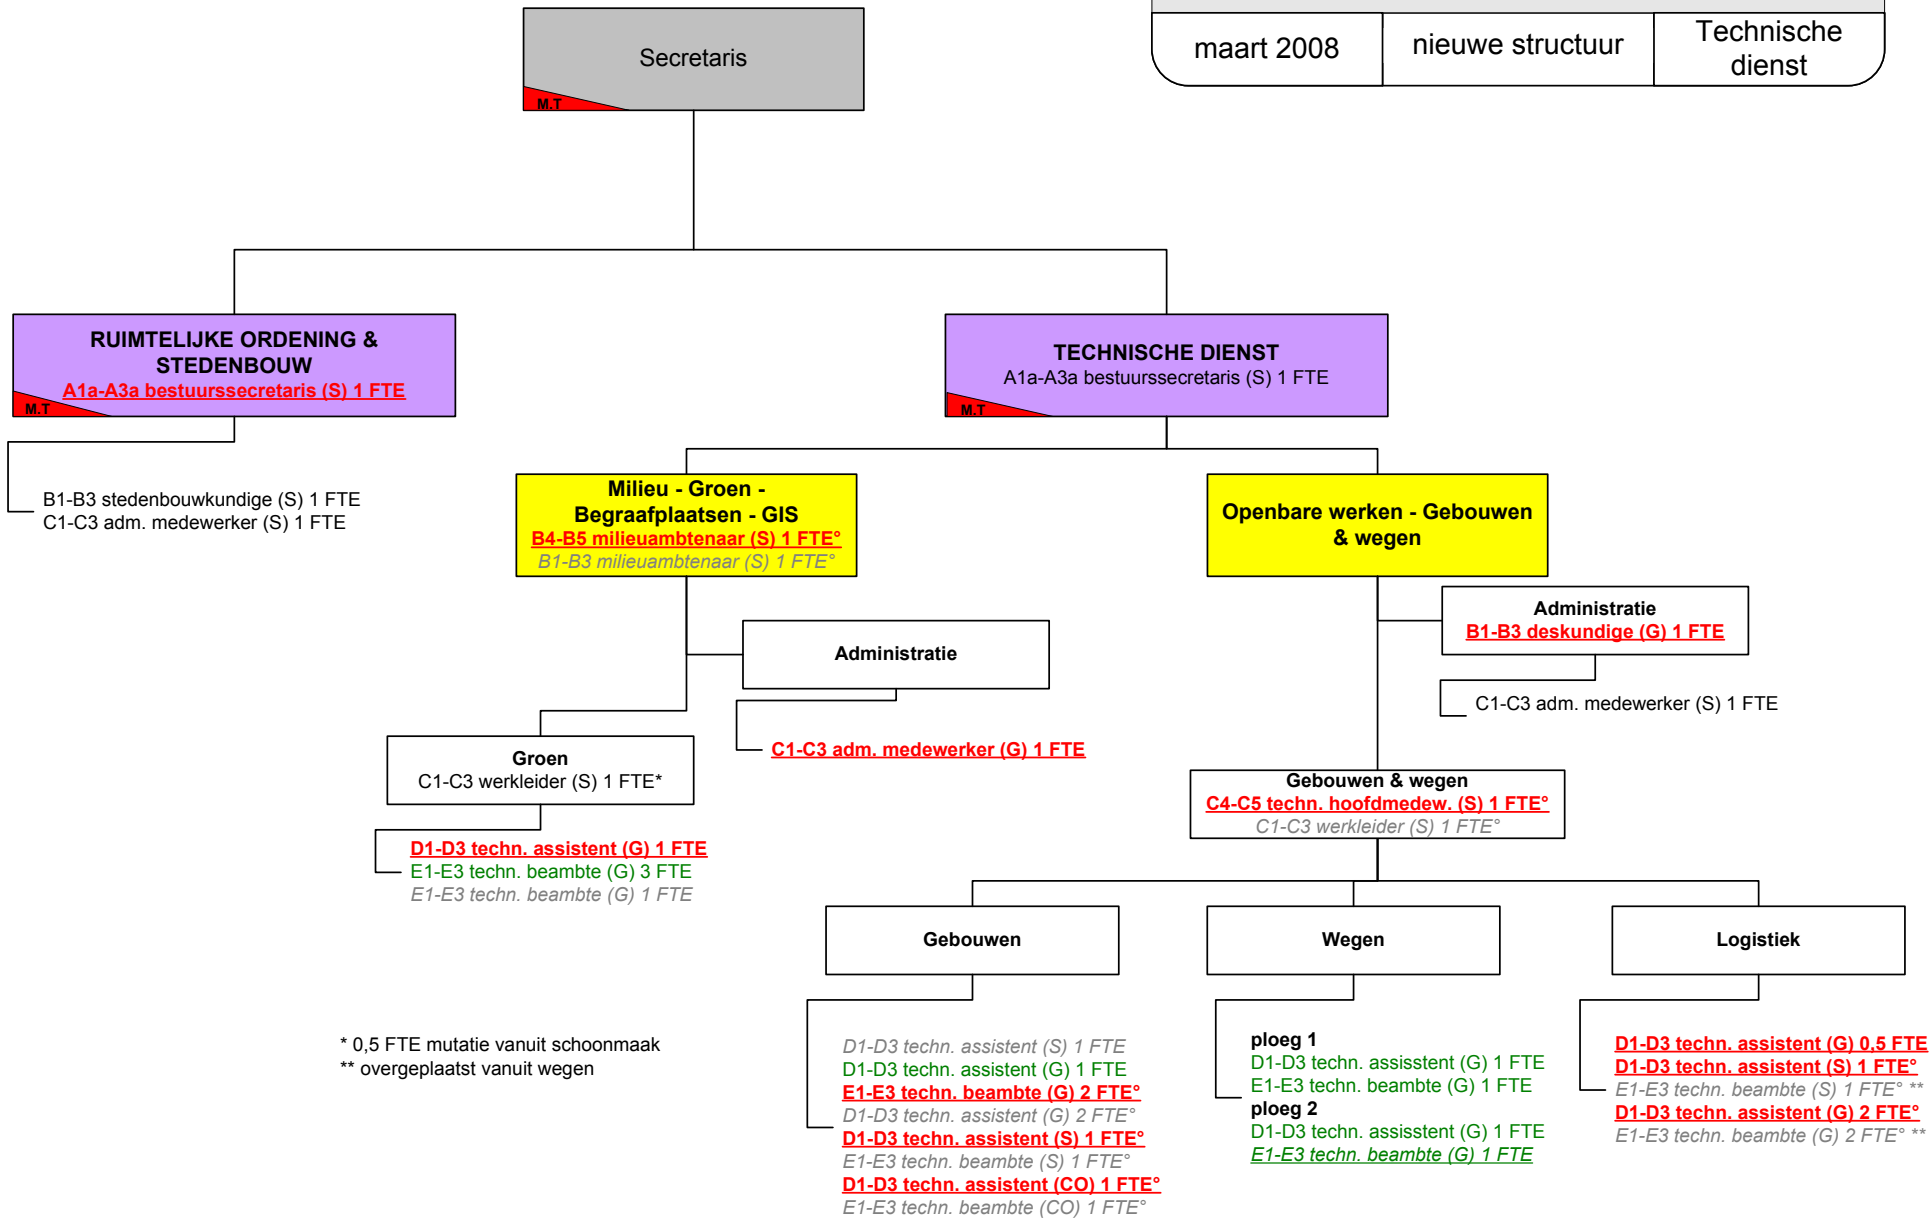 maart 2008
nieuwe structuur
Technische
dienst
Secretaris
M.T
RUIMTELIJKE ORDENING &
STEDENBOUW
A1a-A3a bestuurssecretaris (S) 1 FTE
M.T
B1-B3 stedenbouwkundige (S) 1 FTE
C1-C3 adm. medewerker (S) 1 FTE
TECHNISCHE DIENST
A1a-A3a bestuurssecretaris (S) 1 FTE
M.T
Milieu - Groen -
Begraafplaatsen - GIS
B4-B5 milieuambtenaar (S) 1 FTE°
B1-B3 milieuambtenaar (S) 1 FTE°
Openbare werken - Gebouwen
& wegen
Administratie
B1-B3 deskundige (G) 1 FTE
C1-C3 adm. medewerker (S) 1 FTE
Administratie
C1-C3 adm. medewerker (G) 1 FTE
Groen
C1-C3 werkleider (S) 1 FTE*
D1-D3 techn. assistent (G) 1 FTE
E1-E3 techn. beambte (G) 3 FTE
E1-E3 techn. beambte (G) 1 FTE
Gebouwen & wegen
C4-C5 techn. hoofdmedew. (S) 1 FTE°
C1-C3 werkleider (S) 1 FTE°
Gebouwen
D1-D3 techn. assistent (S) 1 FTE
D1-D3 techn. assistent (G) 1 FTE
E1-E3 techn. beambte (G) 2 FTE°
D1-D3 techn. assistent (G) 2 FTE°
D1-D3 techn. assistent (S) 1 FTE°
E1-E3 techn. beambte (S) 1 FTE°
D1-D3 techn. assistent (CO) 1 FTE°
E1-E3 techn. beambte (CO) 1 FTE°
Wegen
ploeg 1
D1-D3 techn. assisstent (G) 1 FTE
E1-E3 techn. beambte (G) 1 FTE
ploeg 2
D1-D3 techn. assisstent (G) 1 FTE
E1-E3 techn. beambte (G) 1 FTE
Logistiek
D1-D3 techn. assistent (G) 0,5 FTE
D1-D3 techn. assistent (S) 1 FTE°
E1-E3 techn. beambte (S) 1 FTE° **
D1-D3 techn. assistent (G) 2 FTE°
E1-E3 techn. beambte (G) 2 FTE° **
* 0,5 FTE mutatie vanuit schoonmaak
** overgeplaatst vanuit wegen